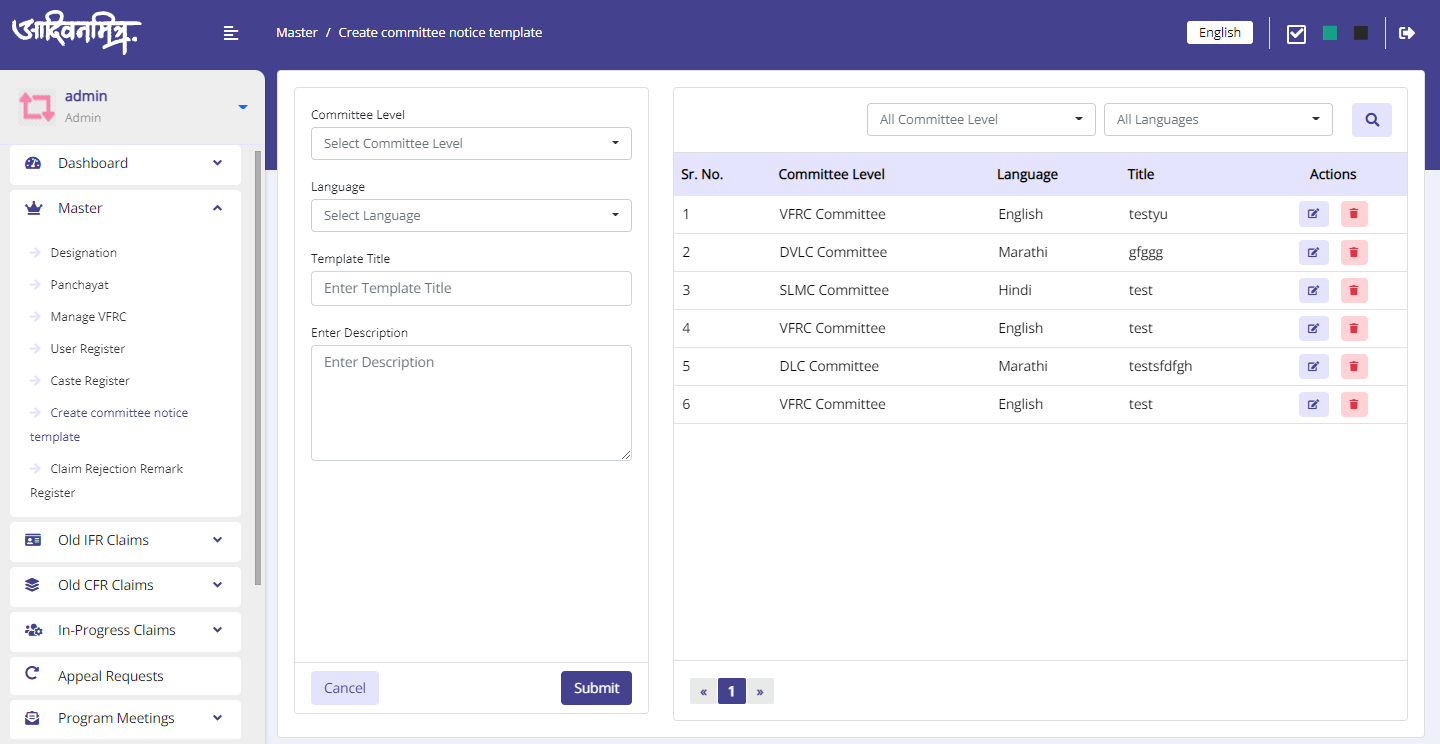 आदिवनमित्र.
Master / Create committee notice template
English
admin
Admin
Dashboard
Master
Designation
Panchayat
Manage VFRC
User Register
Caste Register
Create committee notice
template
Claim Rejection Remark
Register
Old IFR Claims
Old CFR Claims
In-Progress Claims
Appeal Requests
Program Meetings
Committee Level
Select Committee Level
Language
Select Language
Template Title
Enter Template Title
Enter Description
Enter Description
Cancel Submit
All Committee Level All Languages
Sr. No. Committee Level Language Title Actions
1 VFRC Committee English testyu
2 DVLC Committee Marathi gfggg
3 SLMC Committee Hindi test
4 VFRC Committee English test
5 DLC Committee Marathi testsfdfgh
6 VFRC Committee English test
« 1 »